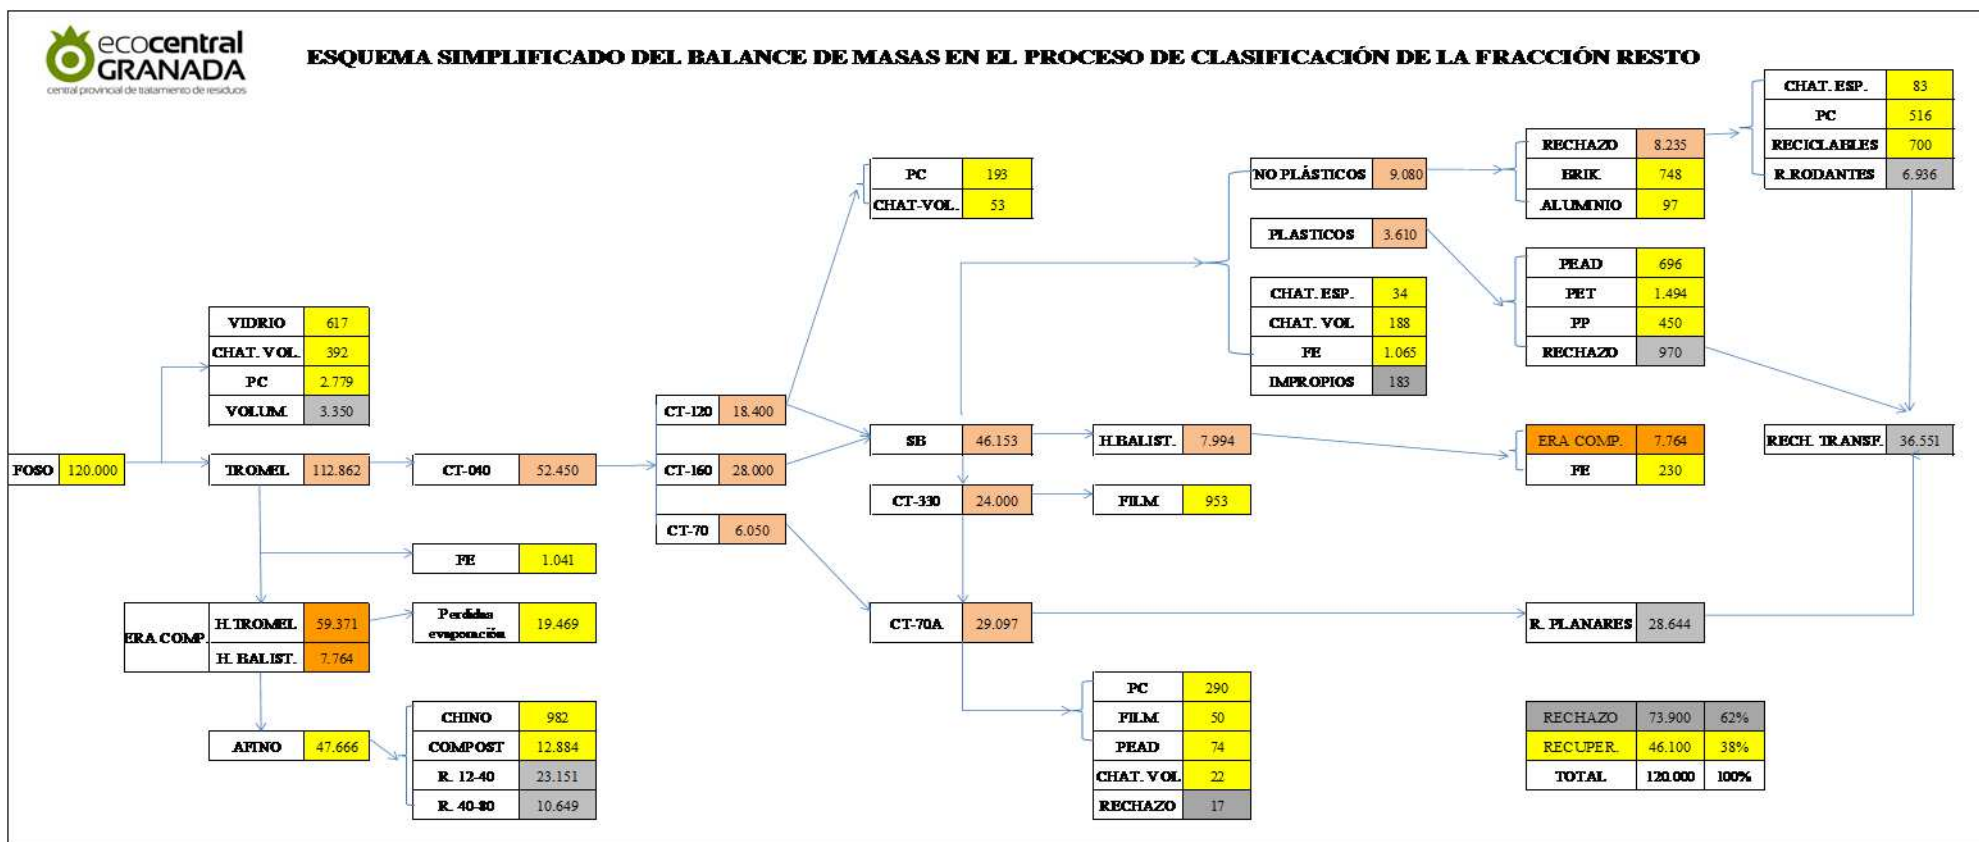 ecocentral
GRANADA
central provincial de tratamiento de residuos
ESQUEMA SIMPLIFICADO DEL BALANCE DE MASAS EN EL PROCESO DE CLASIFICACIÓN DE LA FRACCIÓN RESTO
CHAT. ESP. 83
PC 516
RECICLABLES 700
R.RODANTES 6.936
RECHAZO 8.235
BRIK 748
ALUMINIO 97
PC 193
CHAT-VOL. 53
NO PLÁSTICOS 9.080
PLASTICOS 3.610
CHAT. ESP. 34
CHAT. VOL 188
FE 1.065
IMPROPIOS 183
PEAD 696
PET 1.494
PP 450
RECHAZO 970
VIDRIO 617
CHAT. VOL. 392
PC 2.779
VOLUM. 3.350
FOSO 120.000
TROMEL 112.862
CT-040 52.450
CT-120 18.400
CT-160 28.000
CT-70 6.050
SB 46.153
H.BALIST. 7.994
ERA COMP. 7.764
FE 230
RECH. TRANSF. 36.551
CT-330 24.000
FILM 953
FE 1.041
ERA COMP.
H.TROMEL 59.371
H. BALIST. 7.764
Perdidas
evaporación
19.469
CT-70A 29.097
R. PLANARES 28.644
AFINO 47.666
CHINO 982
COMPOST 12.884
R. 12-40 23.151
R. 40-80 10.649
PC 290
FILM 50
PEAD 74
CHAT. VOL 22
RECHAZO 17
RECHAZO 73.900 62%
RECUPER. 46.100 38%
TOTAL 120.000 100%